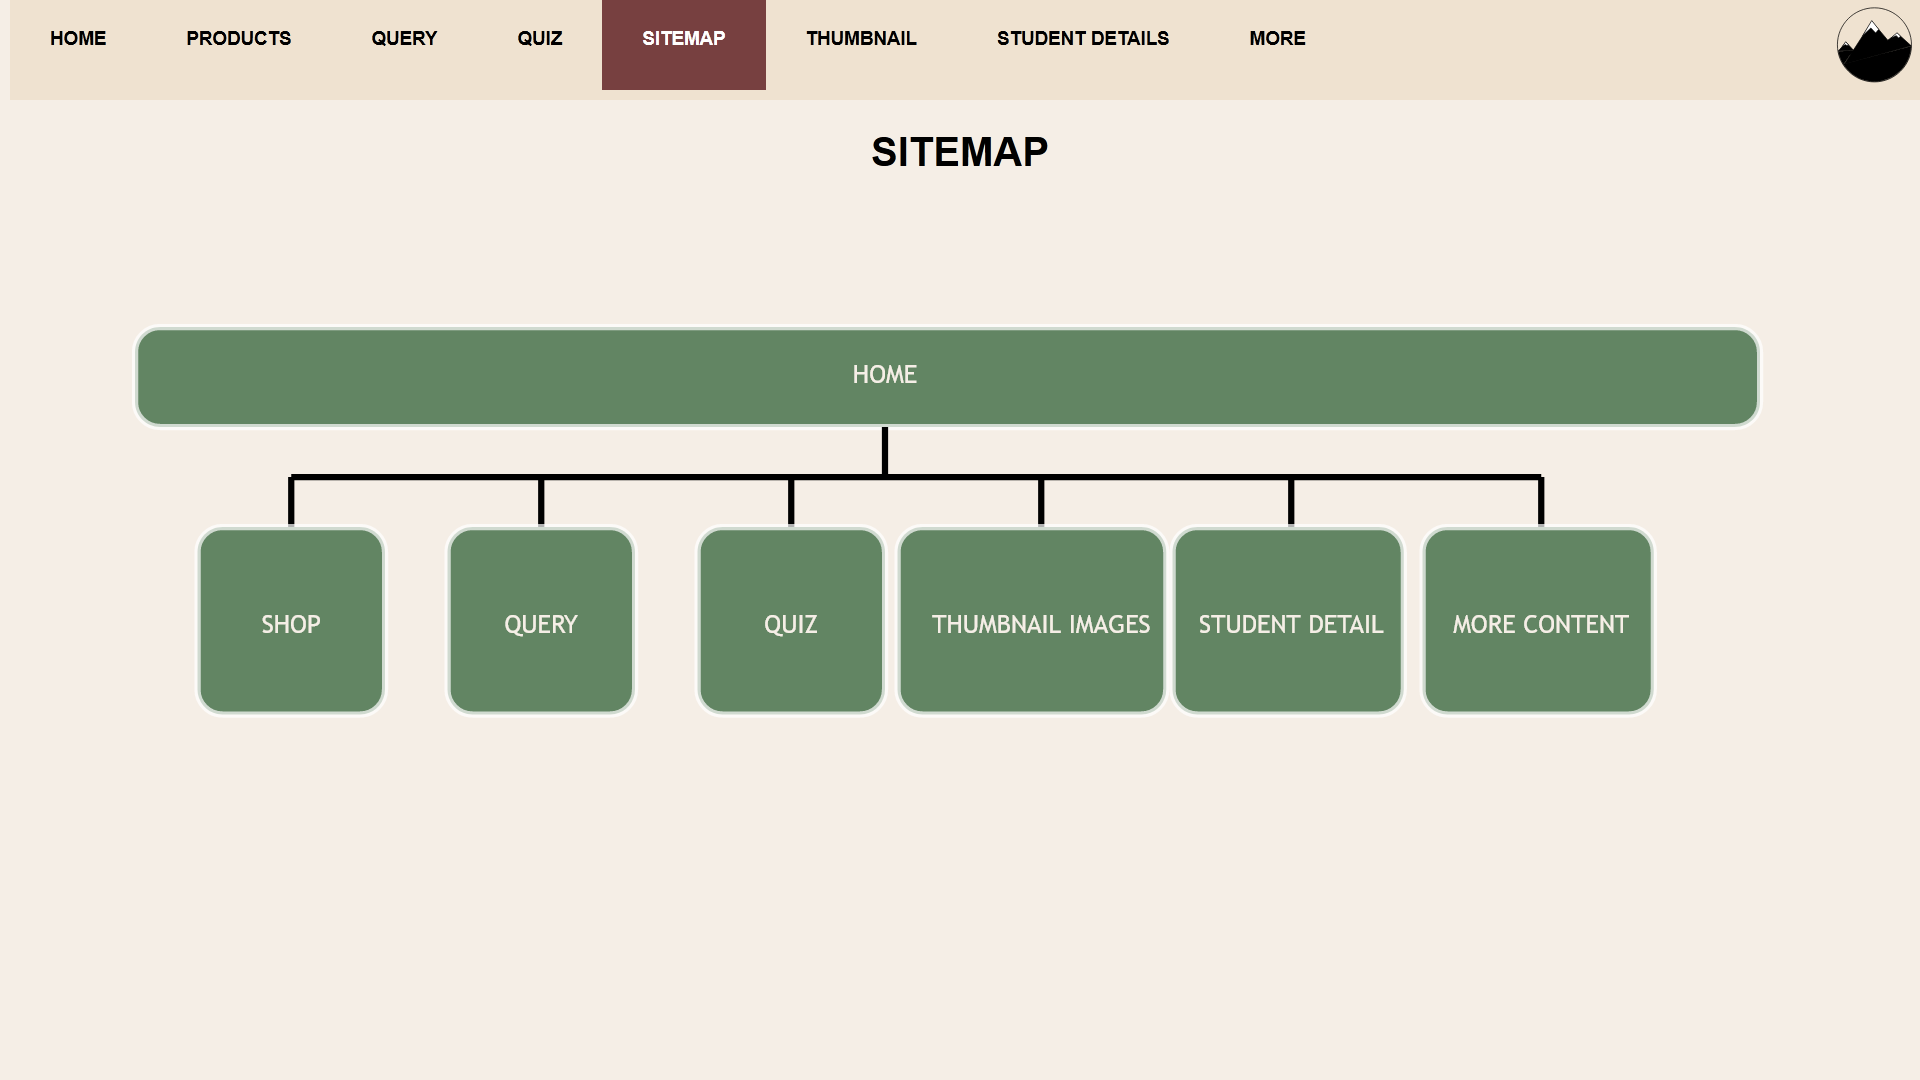 HOME PRODUCTS QUERY QUIZ SITEMAP THUMBNAIL STUDENT DETAILS MORE
SITEMAP
HOME
SHOP QUERY QUIZ THUMBNAIL IMAGES STUDENT DETAIL MORE CONTENT